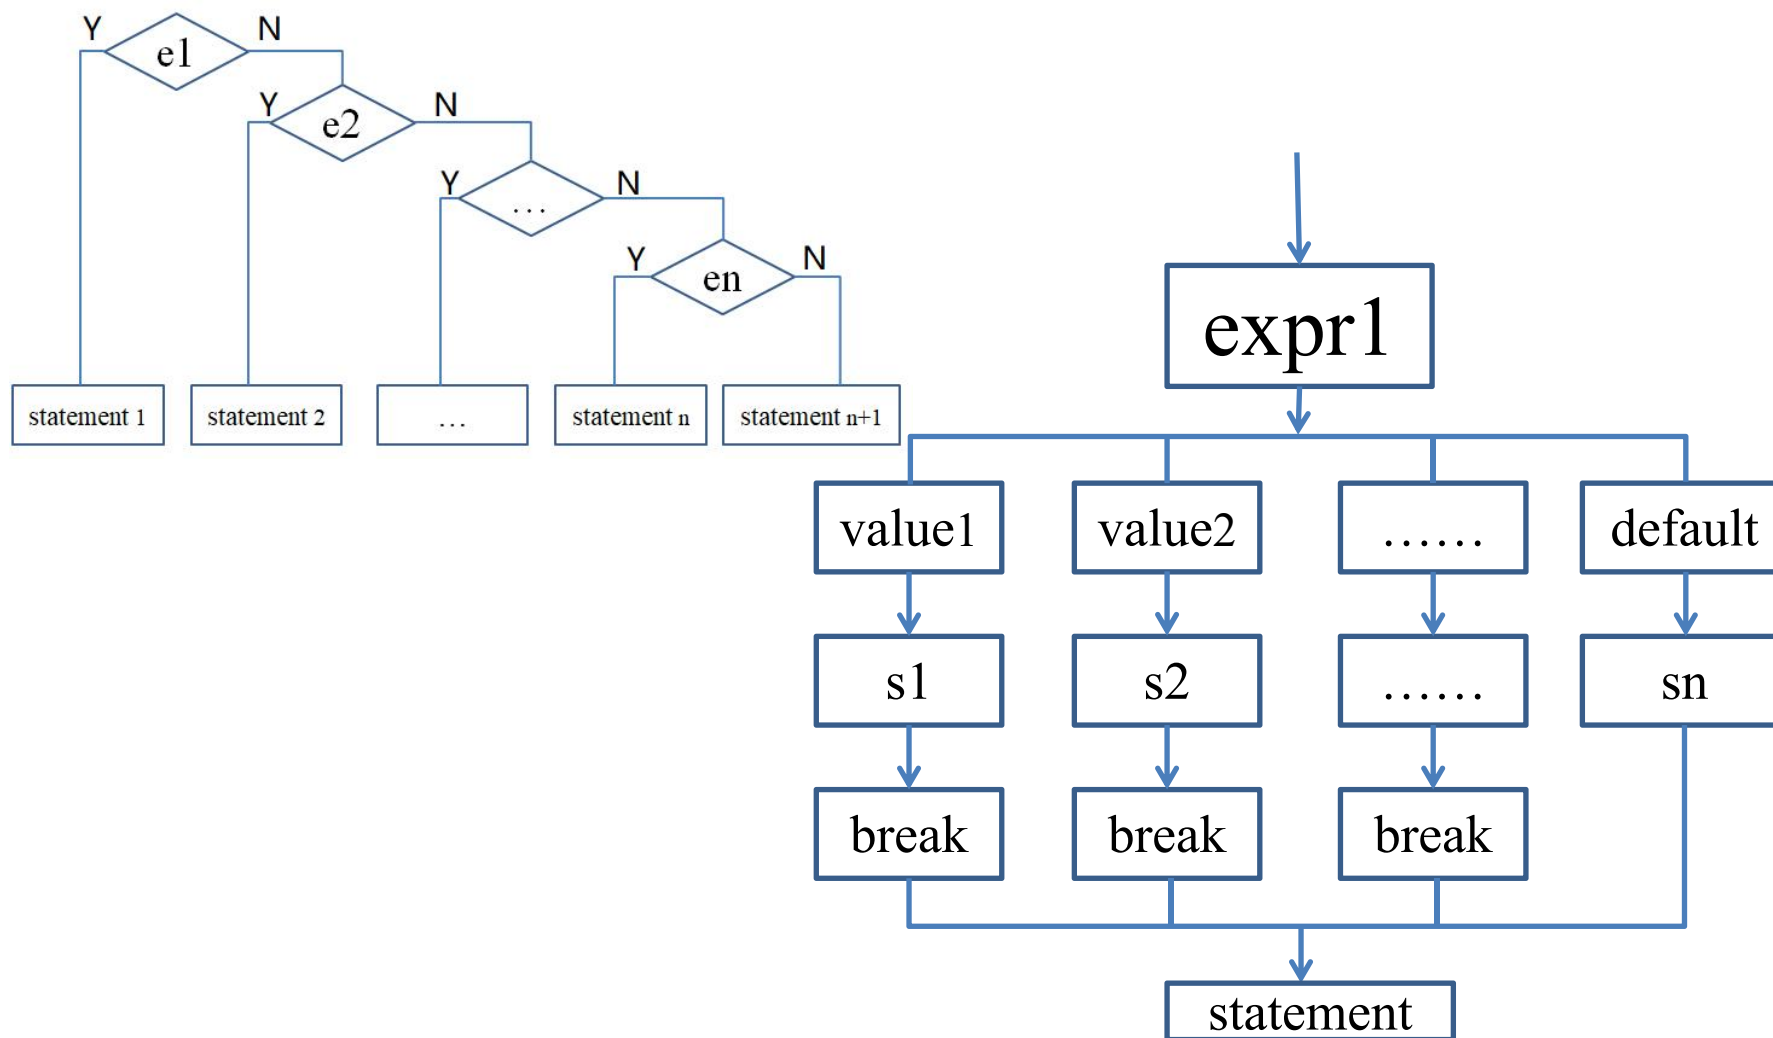 Y
N
e1
Y
N
e2
Y
N
...
Y
N
en
statement 1
statement 2
...
statement n
statement n+1
expr1
value1
value2
......
default
s1
s2
......
sn
break
break
break
statement